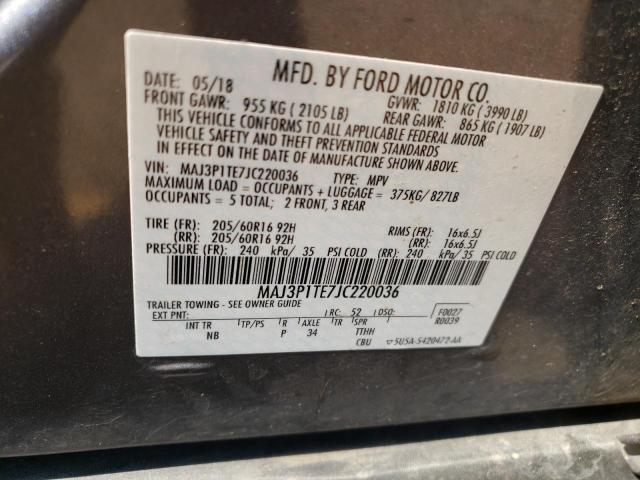 MFD. BY FORD MOTOR CO.
DATE: 05/18 GVWR: 1810 KG ( 3990 LB)
FRONT GAWR: 955 KG ( 2105 LB) REAR GAWR: 865 KG ( 1907 LB)
THIS VEHICLE CONFORMS TO ALL APPLICABLE FEDERAL MOTOR
VEHICLE SAFETY AND THEFT PREVENTION STANDARDS
IN EFFECT ON THE DATE OF MANUFACTURE SHOWN ABOVE.
VIN: MAJ3P1TE7JC220036 TYPE: MPV
MAXIMUM LOAD = OCCUPANTS + LUGGAGE = 375KG/ 827LB
OCCUPANTS = 5 TOTAL; 2 FRONT, 3 REAR
TIRE (FR): 205/60R16 92H RIMS (FR): 16x6.5J
(RR): 205/60R16 92H (RR): 16x6.5J
PRESSURE (FR): 240 kPa/ 35 PSI COLD (RR): 240 kPa/ 35 PSI COLD
MAJ3P1TE7JC220036
TRAILER TOWING - SEE OWNER GUIDE
EXT PNT: RC: 52 DSO: F0027
R0039
INT TR TP/PS R AXLE TR SPR
NB P 34 TTHH
CBU 5U5A-5420472-AA